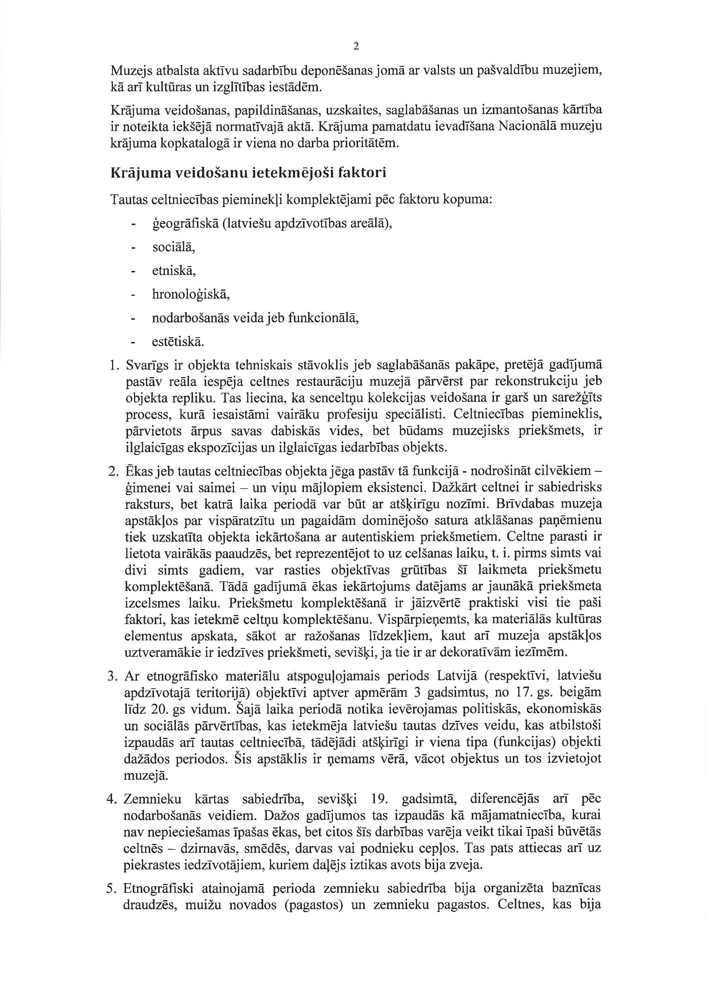 2
Muzejs atbalsta aktīvu sadarbību deponēšanas jomā ar valsts un pašvaldību muzejiem,
kā arī kultūras un izglītības iestādēm.
Krājuma veidošanas, papildināšanas, uzskaites, saglabāšanas un izmantošanas kārtība
ir noteikta iekšējā normatīvajā aktā. Krājuma pamatdatu ievadīšana Nacionālā muzeju
krājuma kopkatalogā ir viena no darba prioritātēm.
Krājuma veidošanu ietekmējoši faktori
Tautas celtniecības pieminekļi komplektējami pēc faktoru kopuma:
- ģeogrāfiskā (latviešu apdzīvotības areālā),
- sociālā,
- etniskā,
- hronoloģiskā,
- nodarbošanās veida jeb funkcionālā,
- estētiskā.
1. Svarīgs ir objekta tehniskais stāvoklis jeb saglabāšanās pakāpe, pretējā gadījumā
pastāv reāla iespēja celtnes restaurāciju muzejā pārvērst par rekonstrukciju jeb
objekta repliku. Tas liecina, ka senceltņu kolekcijas veidošana ir garš un sarežģīts
process, kurā iesaistāmi vairāku profesiju speciālisti. Celtniecības piemineklis,
pārvietots ārpus savas dabiskās vides, bet būdams muzejisks priekšmets, ir
ilglaicīgas ekspozīcijas un ilglaicīgas iedarbības objekts.
2. Ēkas jeb tautas celtniecības objekta jēga pastāv tā funkcijā - nodrošināt cilvēkiem –
ģimenei vai saimei – un viņu mājlopiem eksistenci. Dažkārt celtnei ir sabiedrisks
raksturs, bet katrā laika periodā var būt ar atšķirīgu nozīmi. Brīvdabas muzeja
apstākļos par vispāratzītu un pagaidām dominējošo satura atklāšanas paņēmienu
tiek uzskatīta objekta iekārtošana ar autentiskiem priekšmetiem. Celtne parasti ir
lietota vairākās paaudzēs, bet reprezentējot to uz celšanas laiku, t. i. pirms simts vai
divi simts gadiem, var rasties objektīvas grūtības šī laikmeta priekšmetu
komplektēšanā. Tādā gadījumā ēkas iekārtojums datējams ar jaunākā priekšmeta
izcelsmes laiku. Priekšmetu komplektēšanā ir jāizvērtē praktiski visi tie paši
faktori, kas ietekmē celtņu komplektēšanu. Vispārpieņemts, ka materiālās kultūras
elementus apskata, sākot ar ražošanas līdzekļiem, kaut arī muzeja apstākļos
uztveramākie ir iedzīves priekšmeti, sevišķi, ja tie ir ar dekoratīvām iezīmēm.
3. Ar etnogrāfisko materiālu atspoguļojamais periods Latvijā (respektīvi, latviešu
apdzīvotajā teritorijā) objektīvi aptver apmērām 3 gadsimtus, no 17. gs. beigām
līdz 20. gs vidum. Šajā laika periodā notika ievērojamas politiskās, ekonomiskās
un sociālās pārvērtības, kas ietekmēja latviešu tautas dzīves veidu, kas atbilstoši
izpaudās arī tautas celtniecībā, tādējādi atšķirīgi ir viena tipa (funkcijas) objekti
dažādos periodos. Šis apstāklis ir ņemams vērā, vācot objektus un tos izvietojot
muzejā.
4. Zemnieku kārtas sabiedrība, sevišķi 19. gadsimtā, diferencējās arī pēc
nodarbošanās veidiem. Dažos gadījumos tas izpaudās kā mājamatniecība, kurai
nav nepieciešamas īpašas ēkas, bet citos šīs darbības varēja veikt tikai īpaši būvētās
celtnēs – dzirnavās, smēdēs, darvas vai podnieku cepļos. Tas pats attiecas arī uz
piekrastes iedzīvotājiem, kuriem daļējs iztikas avots bija zveja.
5. Etnogrāfiski atainojamā perioda zemnieku sabiedrība bija organizēta baznīcas
draudzēs, muižu novados (pagastos) un zemnieku pagastos. Celtnes, kas bija